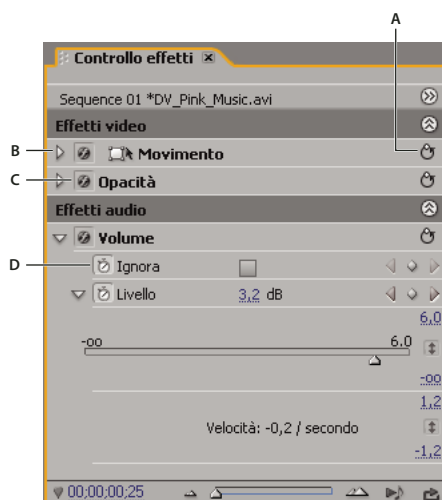 A
Controllo effetti
Sequence 01 *DV_Pink_Music.avi
Effetti video
B
Movimento
C
Opacità
Effetti audio
Volume
D
Ignora
Livello 3,2 dB
6,0
-oo 6.0
-oo
1,2
Velocità: -0,2 / secondo
-1,2
00;00;00;25